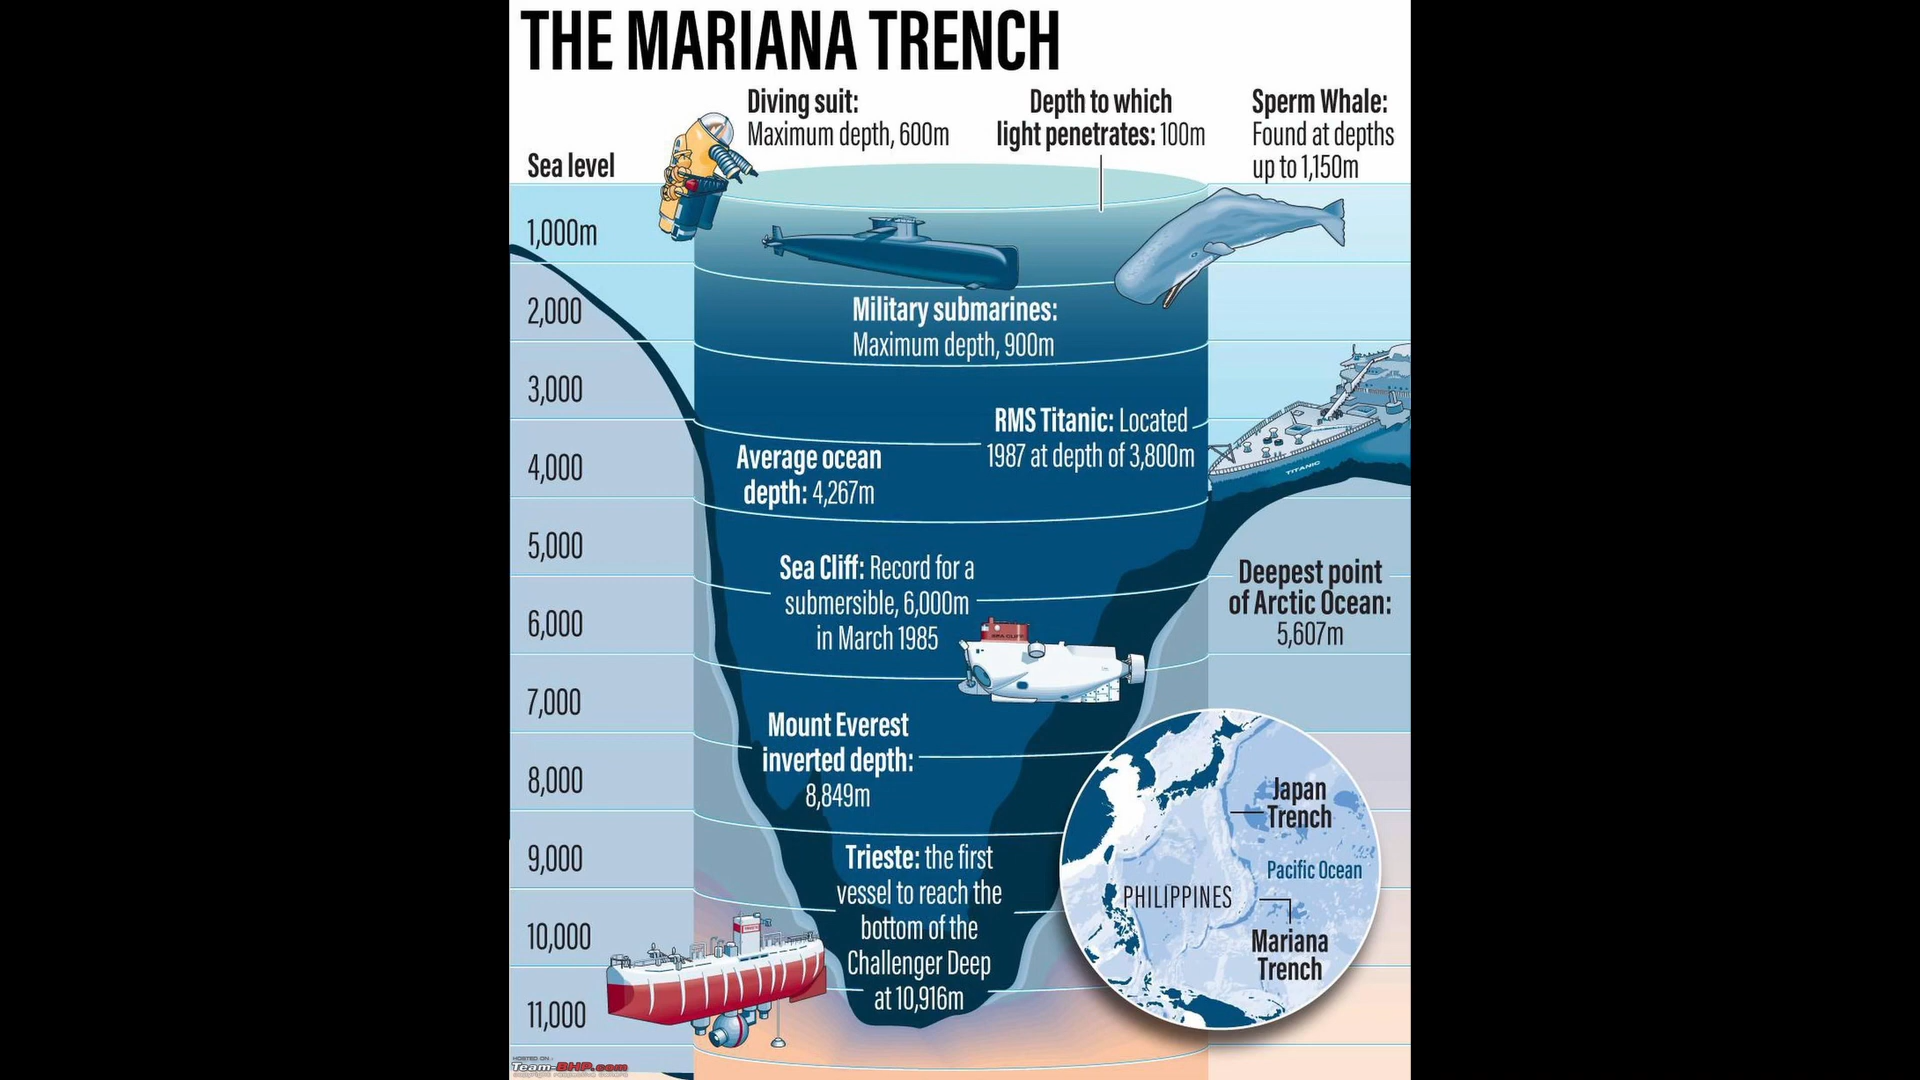 THE MARIANA TRENCH
Diving suit:
Maximum depth, 600m
Depth to which
light penetrates: 100m
Sperm Whale:
Found at depths
up to 1,150m
Sea level
1,000m
2,000
3,000
4,000
5,000
6,000
7,000
8,000
9,000
10,000
11,000
Military submarines:
Maximum depth, 900m
RMS Titanic: Located
1987 at depth of 3,800m
TITANIC
Average ocean
depth: 4,267m
Sea Cliff: Record for a
submersible, 6,000m
in March 1985
SEA CLIFF
Deepest point
of Arctic Ocean:
5,607m
Mount Everest
inverted depth:
8,849m
Trieste: the first
vessel to reach the
bottom of the
Challenger Deep
at 10,916m
Japan
Trench
Pacific Ocean
PHILIPPINES
Mariana
Trench
HOSTED ON :
Team-BHP.com